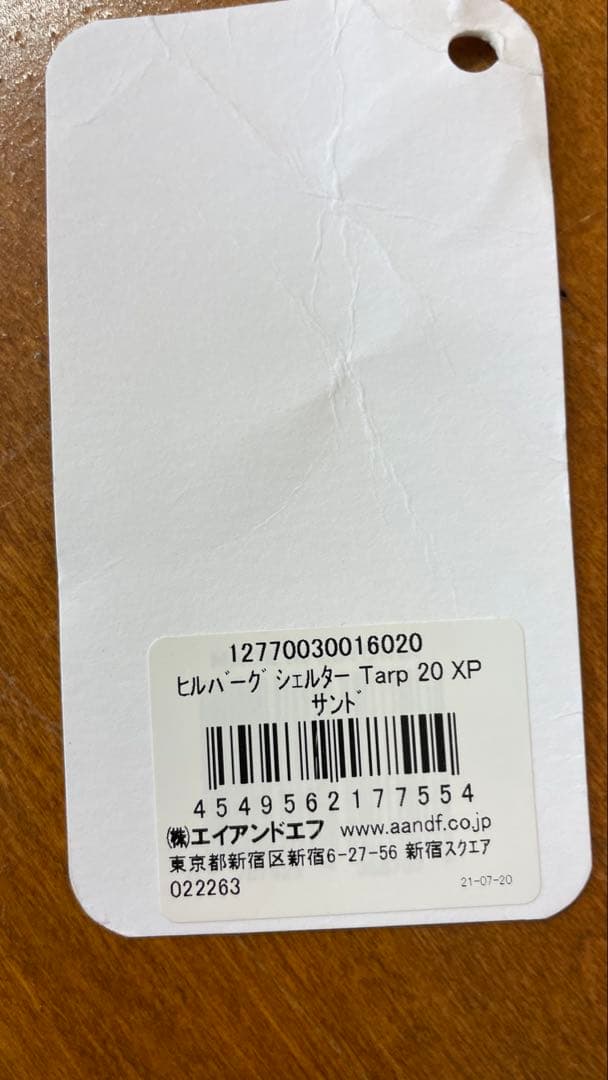 12770030016020
ﾋﾙﾊﾞｰｸﾞ ｼｪﾙﾀｰ Tarp 20 XP
ｻﾝﾄﾞ
4549562177554
㈱エイアンドエフ www.aandf.co.jp
東京都新宿区新宿6-27-56 新宿スクエア
022263 21-07-20